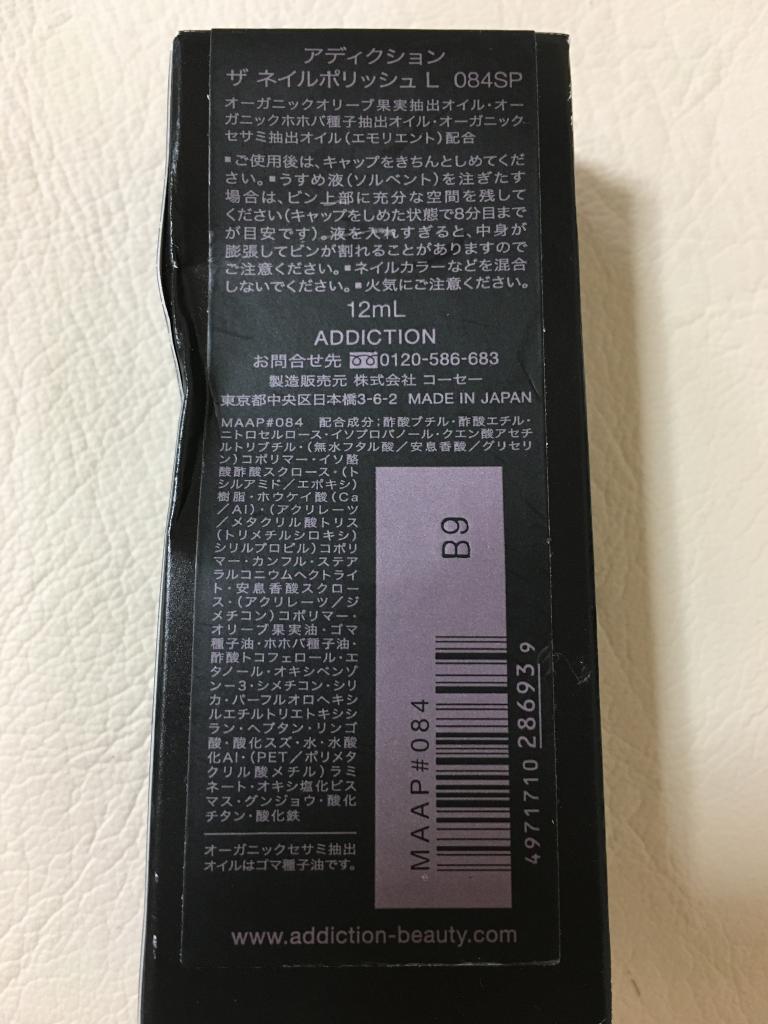 アディクション
ザ ネイルポリッシュ L 084SP
オーガニックオリーブ果実抽出オイル・オー
ガニックホホバ種子抽出オイル・オーガニック
セサミ抽出オイル(エモリエント)配合
▪ご使用後は、キャップをきちんとしめてくだ
さい。▪うすめ液(ソルベント)を注ぎたす
場合は、ビン上部に充分な空間を残して
ください(キャップをしめた状態で8分目まで
が目安です)。液を入れすぎると、中身が
膨張してビンが割れることがありますので
ご注意ください。▪ネイルカラーなどを混合
しないでください。▪火気にご注意ください。
12mL
ADDICTION
お問合せ先 0120-586-683
製造販売元 株式会社 コーセー
東京都中央区日本橋3-6-2 MADE IN JAPAN
MAAP#084 配合成分:酢酸ブチル・酢酸エチル・
ニトロセルロース・イソプロパノール・クエン酸アセチ
ルトリブチル・(無水フタル酸/安息香酸/グリセリ
ン)コポリマー・イソ酪
酸酢酸スクロース・(ト
シルアミド/エポキシ)
樹脂・ホウケイ酸(Ca
/Al)・(アクリレーツ
/メタクリル酸トリス
(トリメチルシロキシ)
シリルプロピル)コポリ
マー・カンフル・ステア
ラルコニウムヘクトライ
ト・安息香酸スクロー
ス・(アクリレーツ/ジ
メチコン)コポリマー・
オリーブ果実油・ゴマ
種子油・ホホバ種子油・
酢酸トコフェロール・エ
タノール・オキシベンゾ
ン-3・シメチコン・シリ
カ・パーフルオロヘキシ
ルエチルトリエトキシシ
ラン・ヘプタン・リンゴ
酸・酸化スズ・水・水酸
化Al・(PET/ポリメタ
クリル酸メチル)ラミ
ネート・オキシ塩化ビス
マス・グンジョウ・酸化
チタン・酸化鉄
オーガニックセサミ抽出
オイルはゴマ種子油です。
B9
MAAP#084
4971710 286939
www.addiction-beauty.com